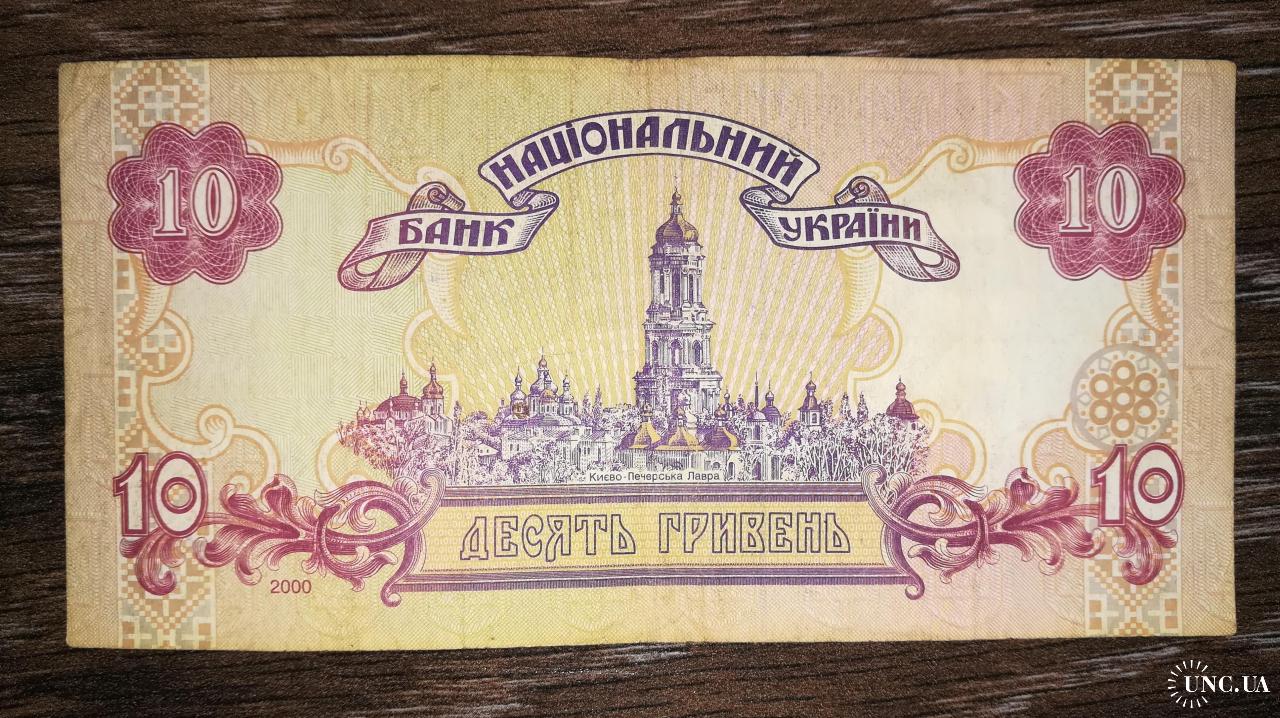 НАЦІОНАЛЬНИЙ
БАНК УКРАЇНИ
10 10
Києво-Печерська Лавра
10 10
ДЕСЯТЬ ГРИВЕНЬ
2000
UNC.UA